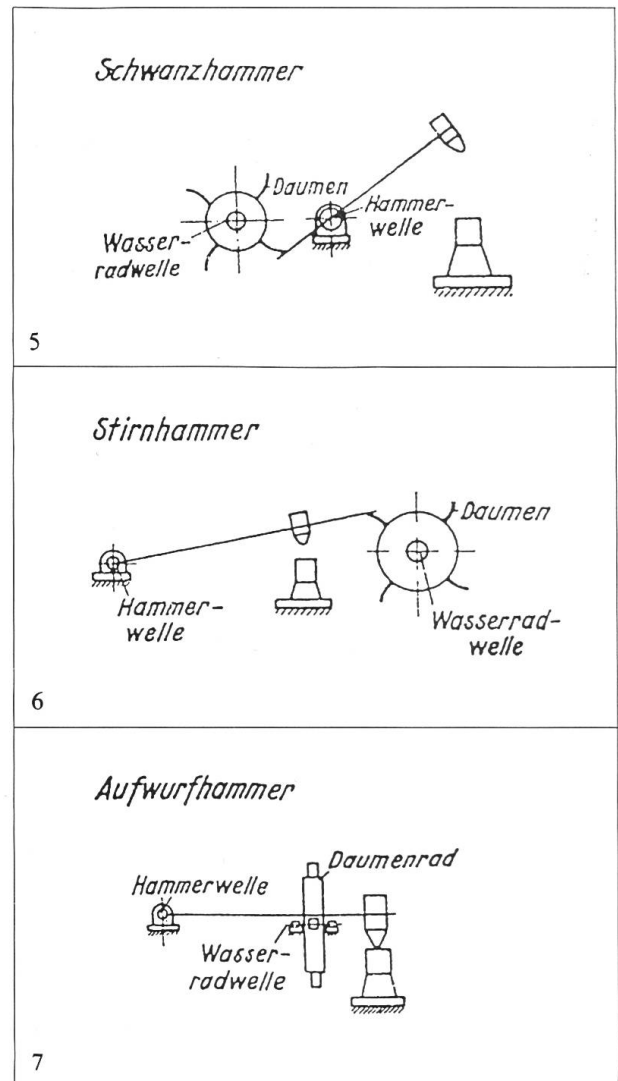 Schwanzhammer
Daumen
Hammer-
welle
Wasser-
radwelle
5
Stirnhammer
Daumen
Hammer-
welle
Wasserrad-
welle
6
Aufwurfhammer
Daumenrad
Hammerwelle
Wasser-
radwelle
7